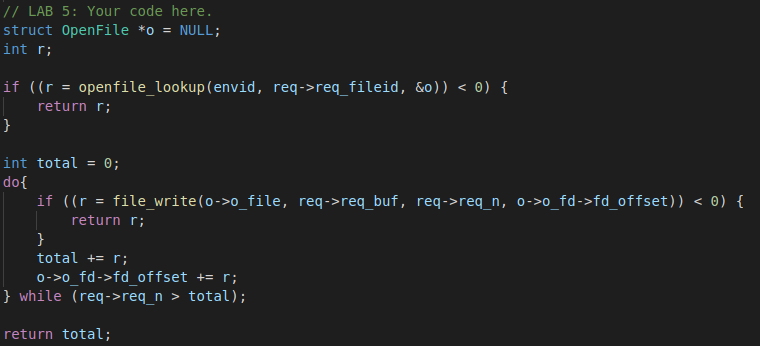 // LAB 5: Your code here.
struct OpenFile *o = NULL;
int r;

if ((r = openfile_lookup(envid, req->req_fileid, &o)) < 0) {
    return r;
}

int total = 0;
do{
    if ((r = file_write(o->o_file, req->req_buf, req->req_n, o->o_fd->fd_offset)) < 0) {
        return r;
    }
    total += r;
    o->o_fd->fd_offset += r;
} while (req->req_n > total);

return total;